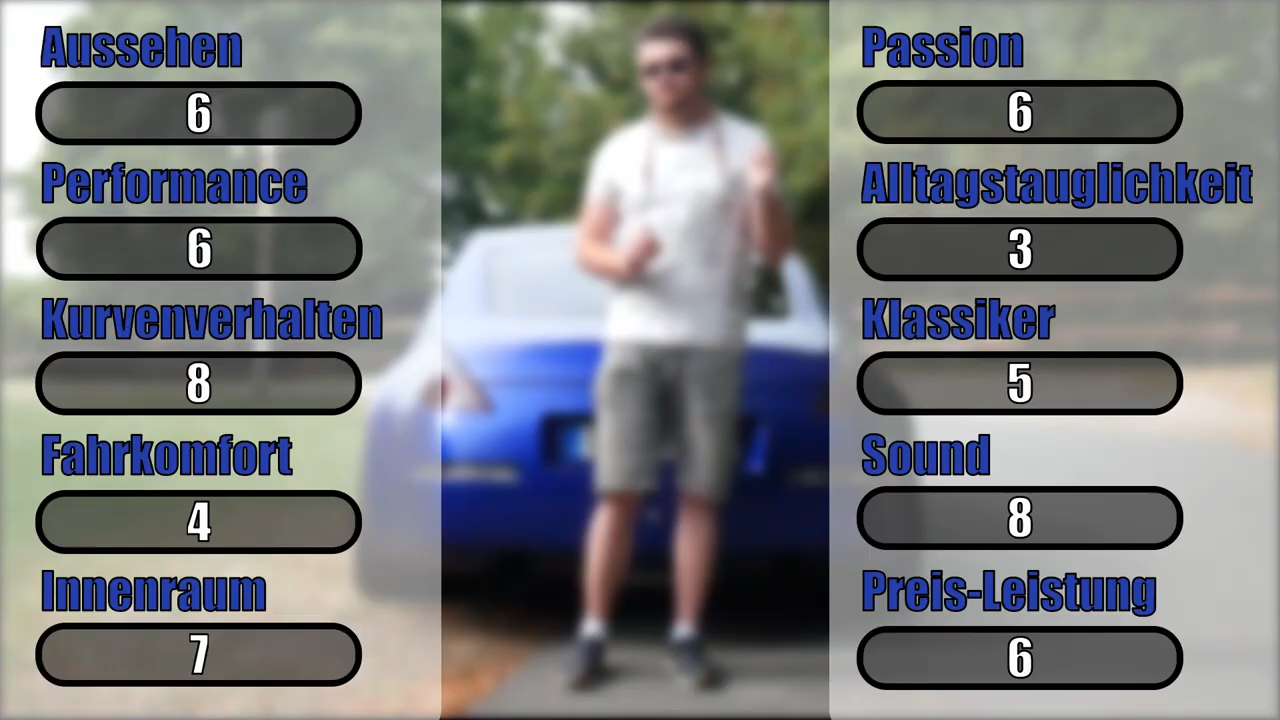 Aussehen
6
Performance
6
Kurvenverhalten
8
Fahrkomfort
4
Innenraum
7
Passion
6
Alltagstauglichkeit
3
Klassiker
5
Sound
8
Preis-Leistung
6